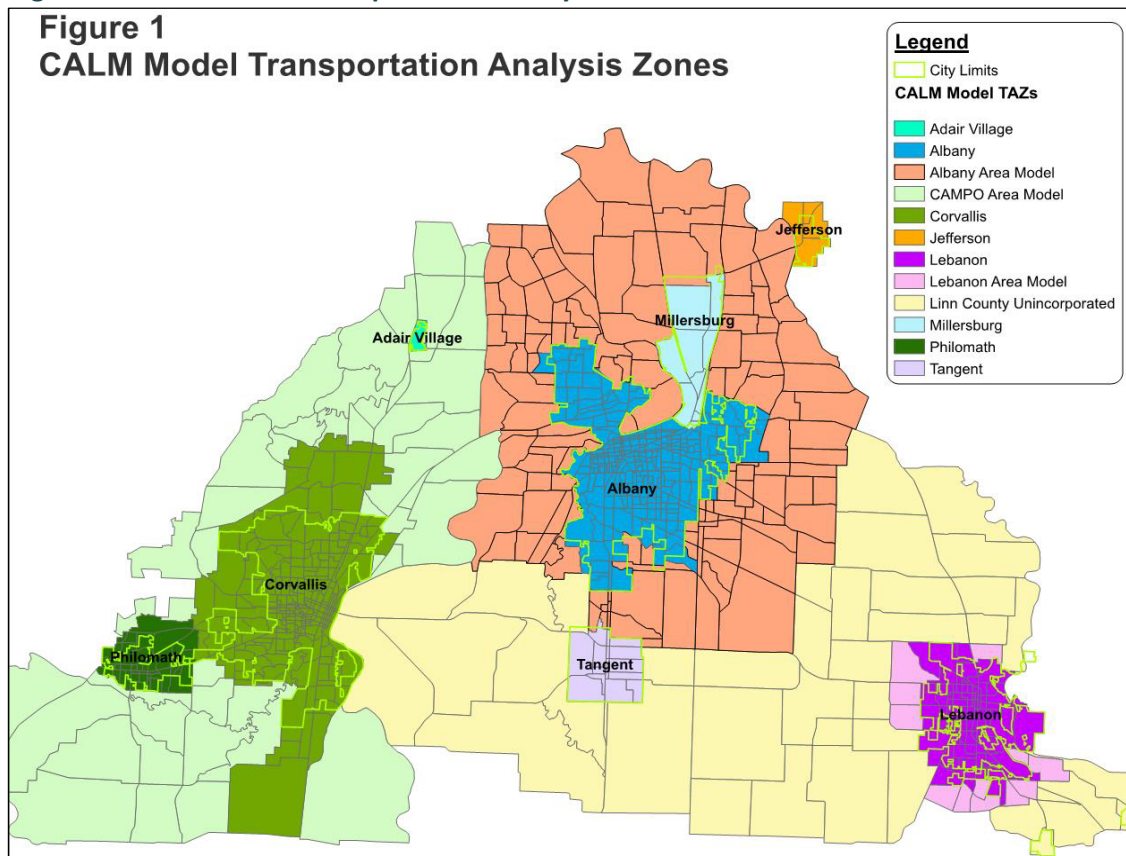 Figure 1
CALM Model Transportation Analysis Zones
Legend
City Limits
CALM Model TAZs
Adair Village
Albany
Albany Area Model
CAMPO Area Model
Corvallis
Jefferson
Lebanon
Lebanon Area Model
Linn County Unincorporated
Millersburg
Philomath
Tangent
Jefferson
Millersburg
Adair Village
Albany
Corvallis
Philomath
Tangent
Lebanon